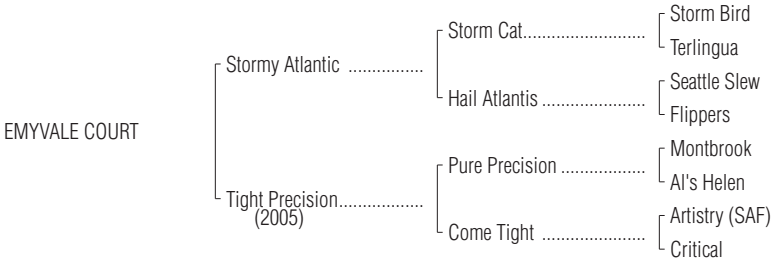 Storm Bird
Storm Cat..........................
Terlingua
Stormy Atlantic ................
Seattle Slew
Hail Atlantis ......................
Flippers
EMYVALE COURT
Montbrook
Pure Precision ..................
Al's Helen
Tight Precision..................
(2005)
Artistry (SAF)
Come Tight ......................
Critical